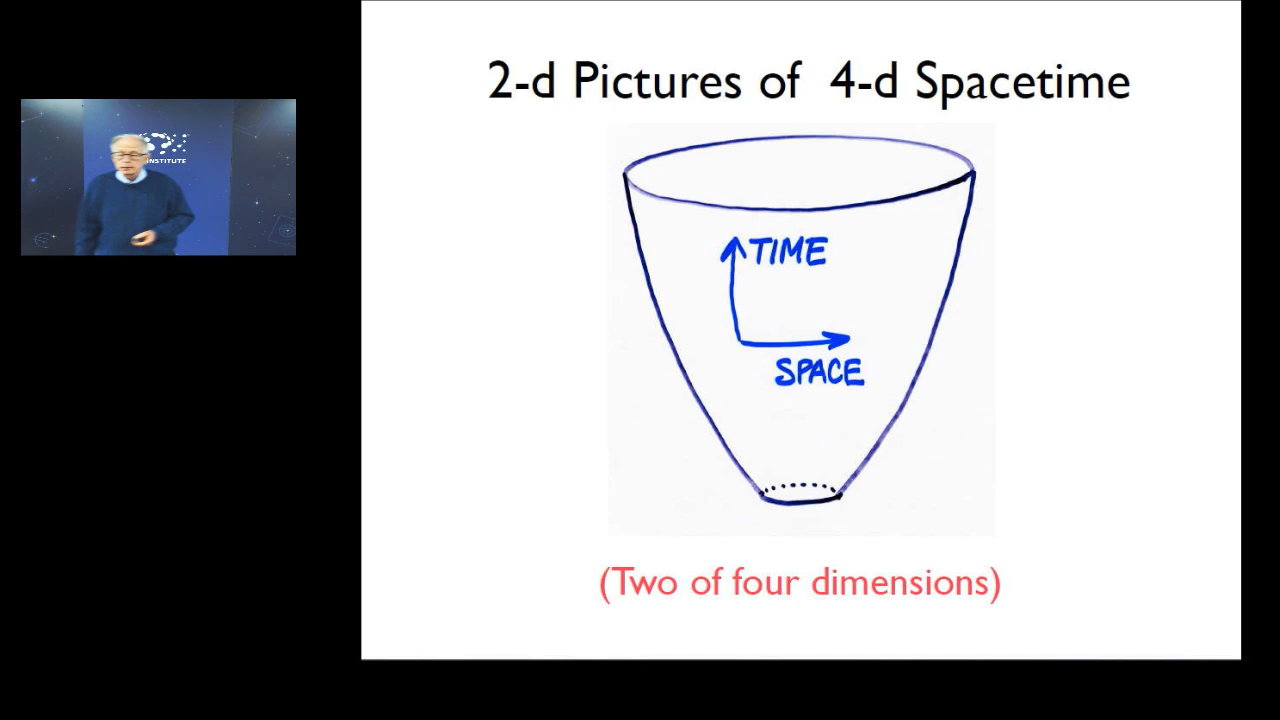 2-d Pictures of 4-d Spacetime
TIME
SPACE
(Two of four dimensions)
INSTITUTE